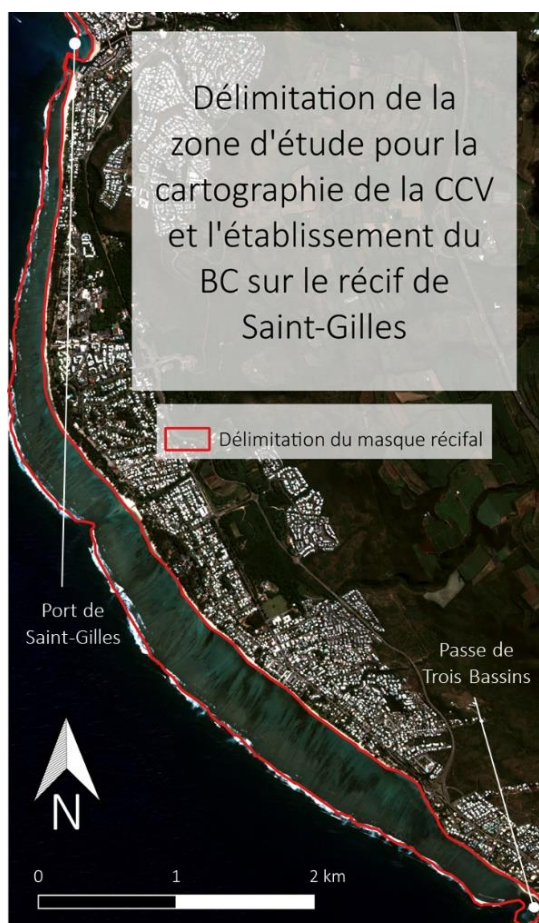 Délimitation de la
zone d'étude pour la
cartographie de la CCV
et l'établissement du
BC sur le récif de
Saint-Gilles
Délimitation du masque récifal
Port de
Saint-Gilles
Passe de
Trois Bassins
N
0 1 2 km